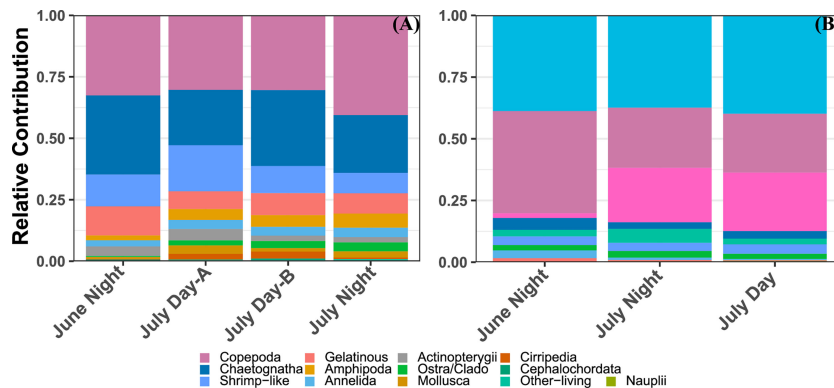 (A)
(B
Relative Contribution
1.00
0.75
0.50
0.25
0.00
June Night
July Day-A
July Day-B
July Night
1.00
0.75
0.50
0.25
0.00
June Night
July Night
July Day
Copepoda Gelatinous Actinopterygii Cirripedia
Chaetognatha Amphipoda Ostra/Clado Cephalochordata
Shrimp-like Annelida Mollusca Other-living Nauplii